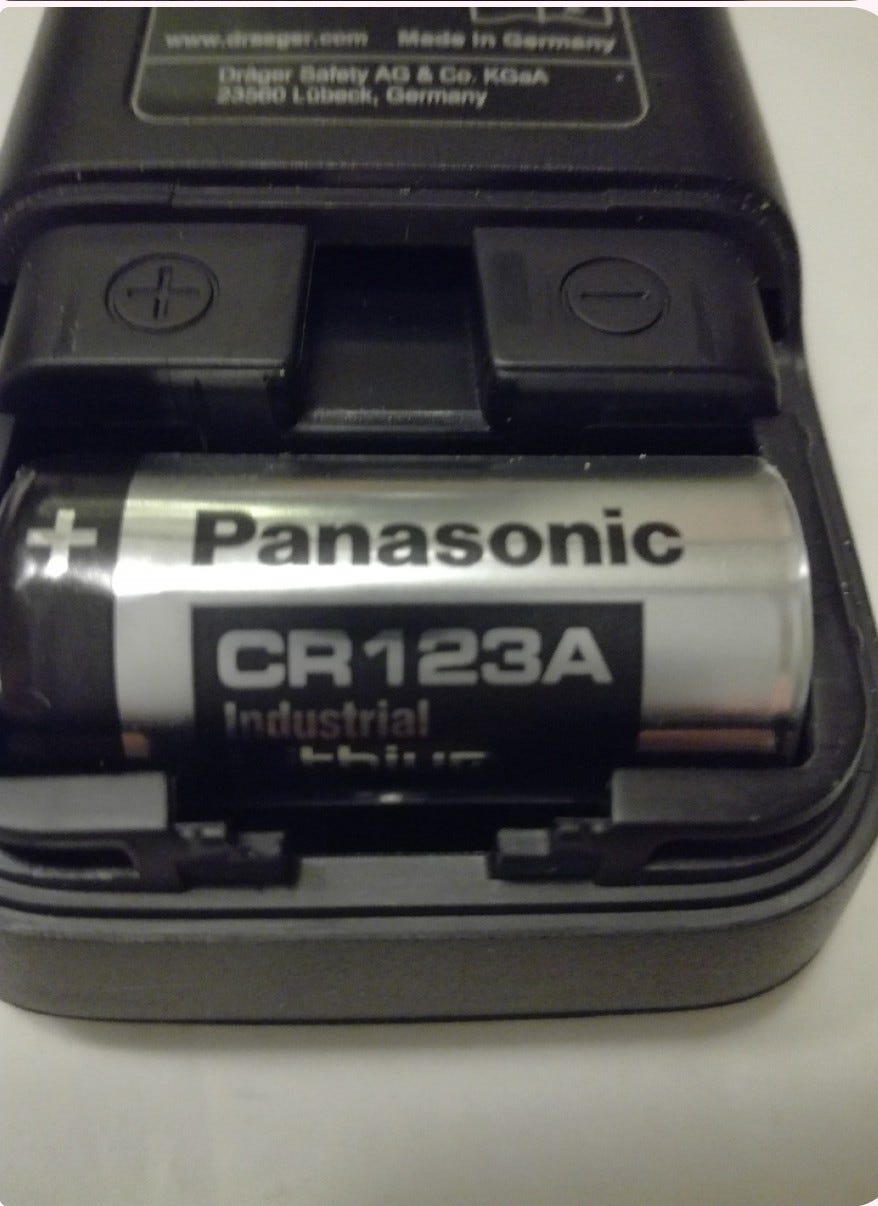 www.draeger.com Made in Germany
Dräger Safety AG & Co. KGaA
23560 Lübeck, Germany
+ −
+ Panasonic
CR123A
Industrial